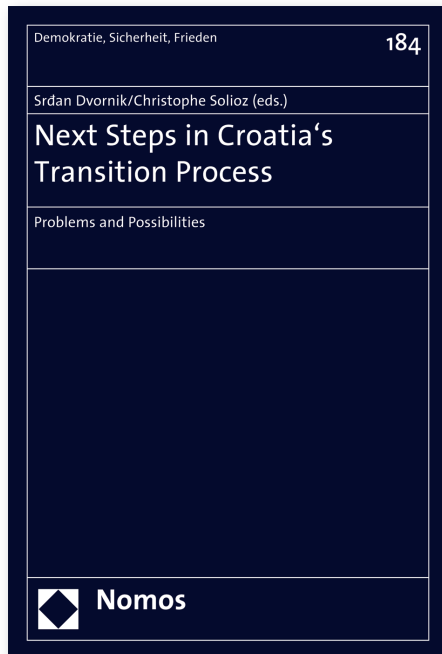 Demokratie, Sicherheit, Frieden
184
Srđan Dvornik/Christophe Solioz (eds.)
Next Steps in Croatia‘s
Transition Process
Problems and Possibilities
Nomos